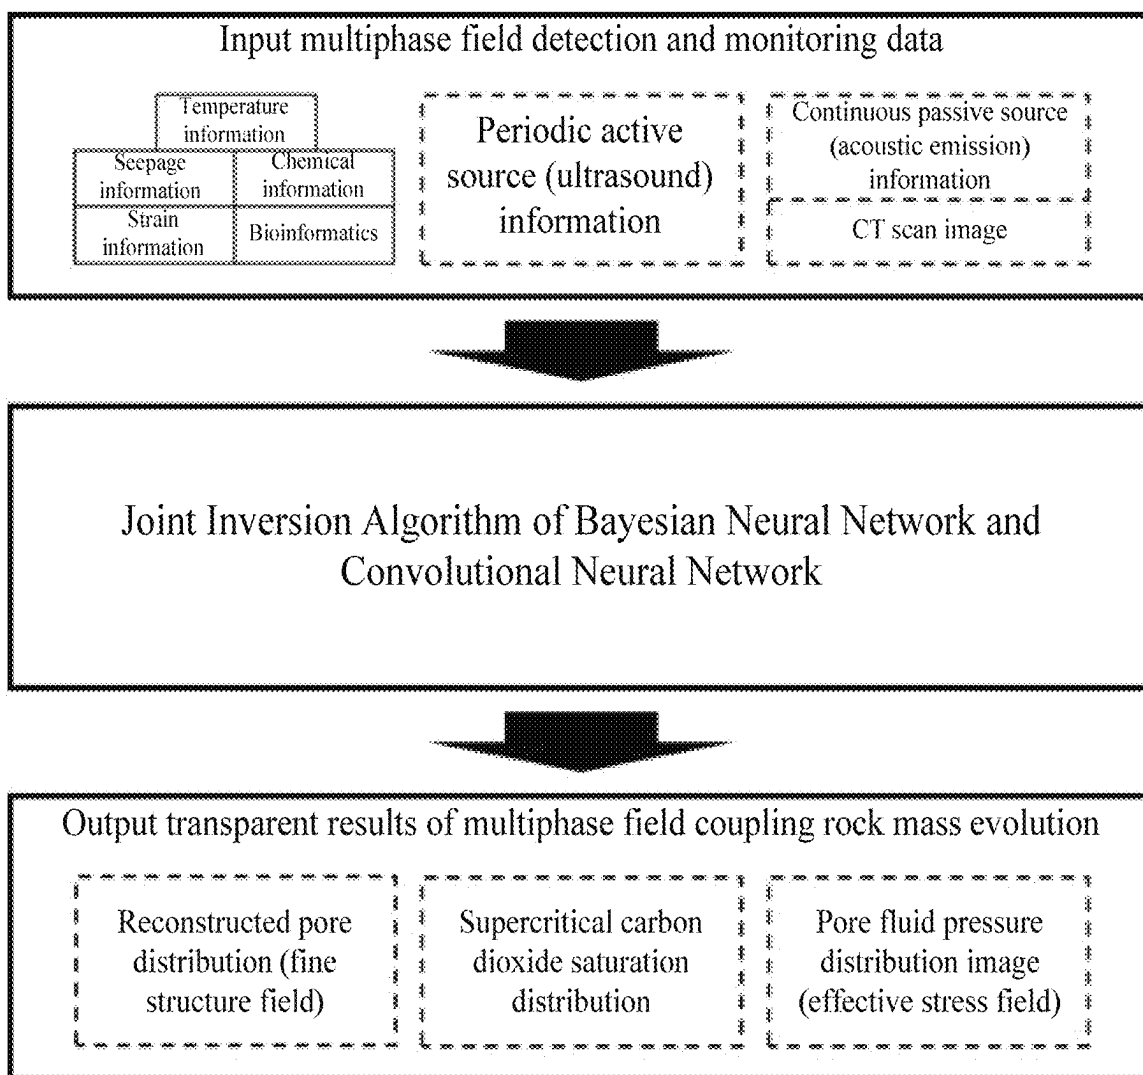 Input multiphase field detection and monitoring data
Temperature
information
Seepage
information
Chemical
information
Strain
information
Bioinformatics
Periodic active
source (ultrasound)
information
Continuous passive source
(acoustic emission)
information
CT scan image
Joint Inversion Algorithm of Bayesian Neural Network and
Convolutional Neural Network
Output transparent results of multiphase field coupling rock mass evolution
Reconstructed pore
distribution (fine
structure field)
Supercritical carbon
dioxide saturation
distribution
Pore fluid pressure
distribution image
(effective stress field)